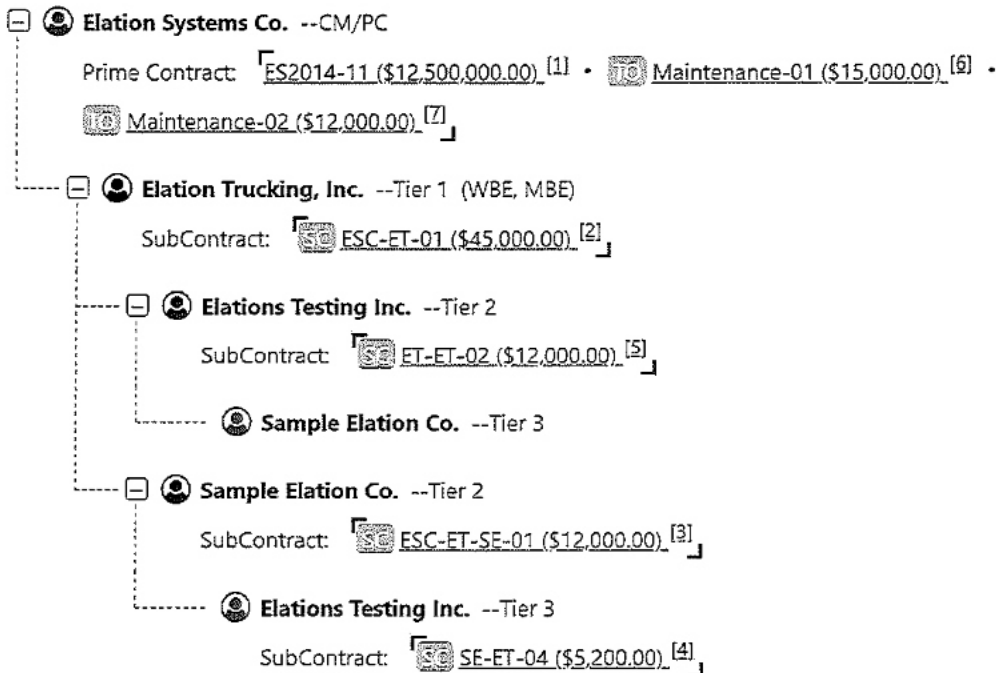 Elation Systems Co. --CM/PC
Prime Contract: ES2014-11 ($12,500,000.00) [1] • TO Maintenance-01 ($15,000.00) [6] •
TO Maintenance-02 ($12,000.00) [7]
Elation Trucking, Inc. --Tier 1 (WBE, MBE)
SubContract: SC ESC-ET-01 ($45,000.00) [2]
Elations Testing Inc. --Tier 2
SubContract: SC ET-ET-02 ($12,000.00) [5]
Sample Elation Co. --Tier 3
Sample Elation Co. --Tier 2
SubContract: SC ESC-ET-SE-01 ($12,000.00) [3]
Elations Testing Inc. --Tier 3
SubContract: SC SE-ET-04 ($5,200.00) [4]